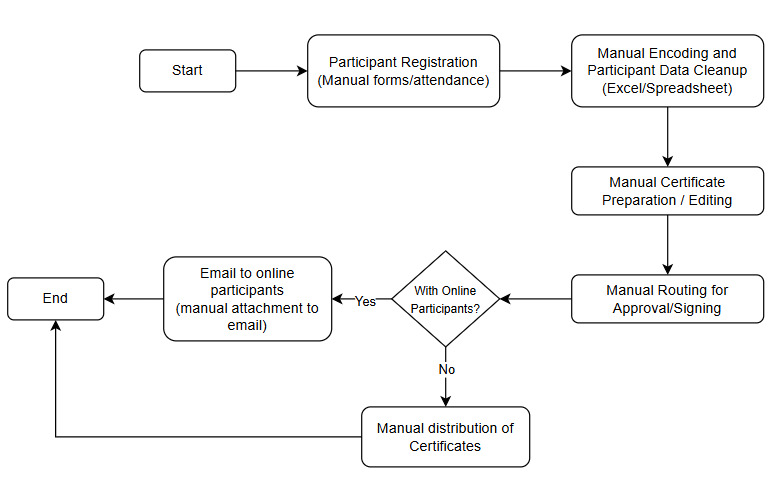 Start
Participant Registration
(Manual forms/attendance)
Manual Encoding and
Participant Data Cleanup
(Excel/Spreadsheet)
Manual Certificate
Preparation / Editing
Manual Routing for
Approval/Signing
With Online
Participants?
Yes
Email to online
participants
(manual attachment to
email)
End
No
Manual distribution of
Certificates